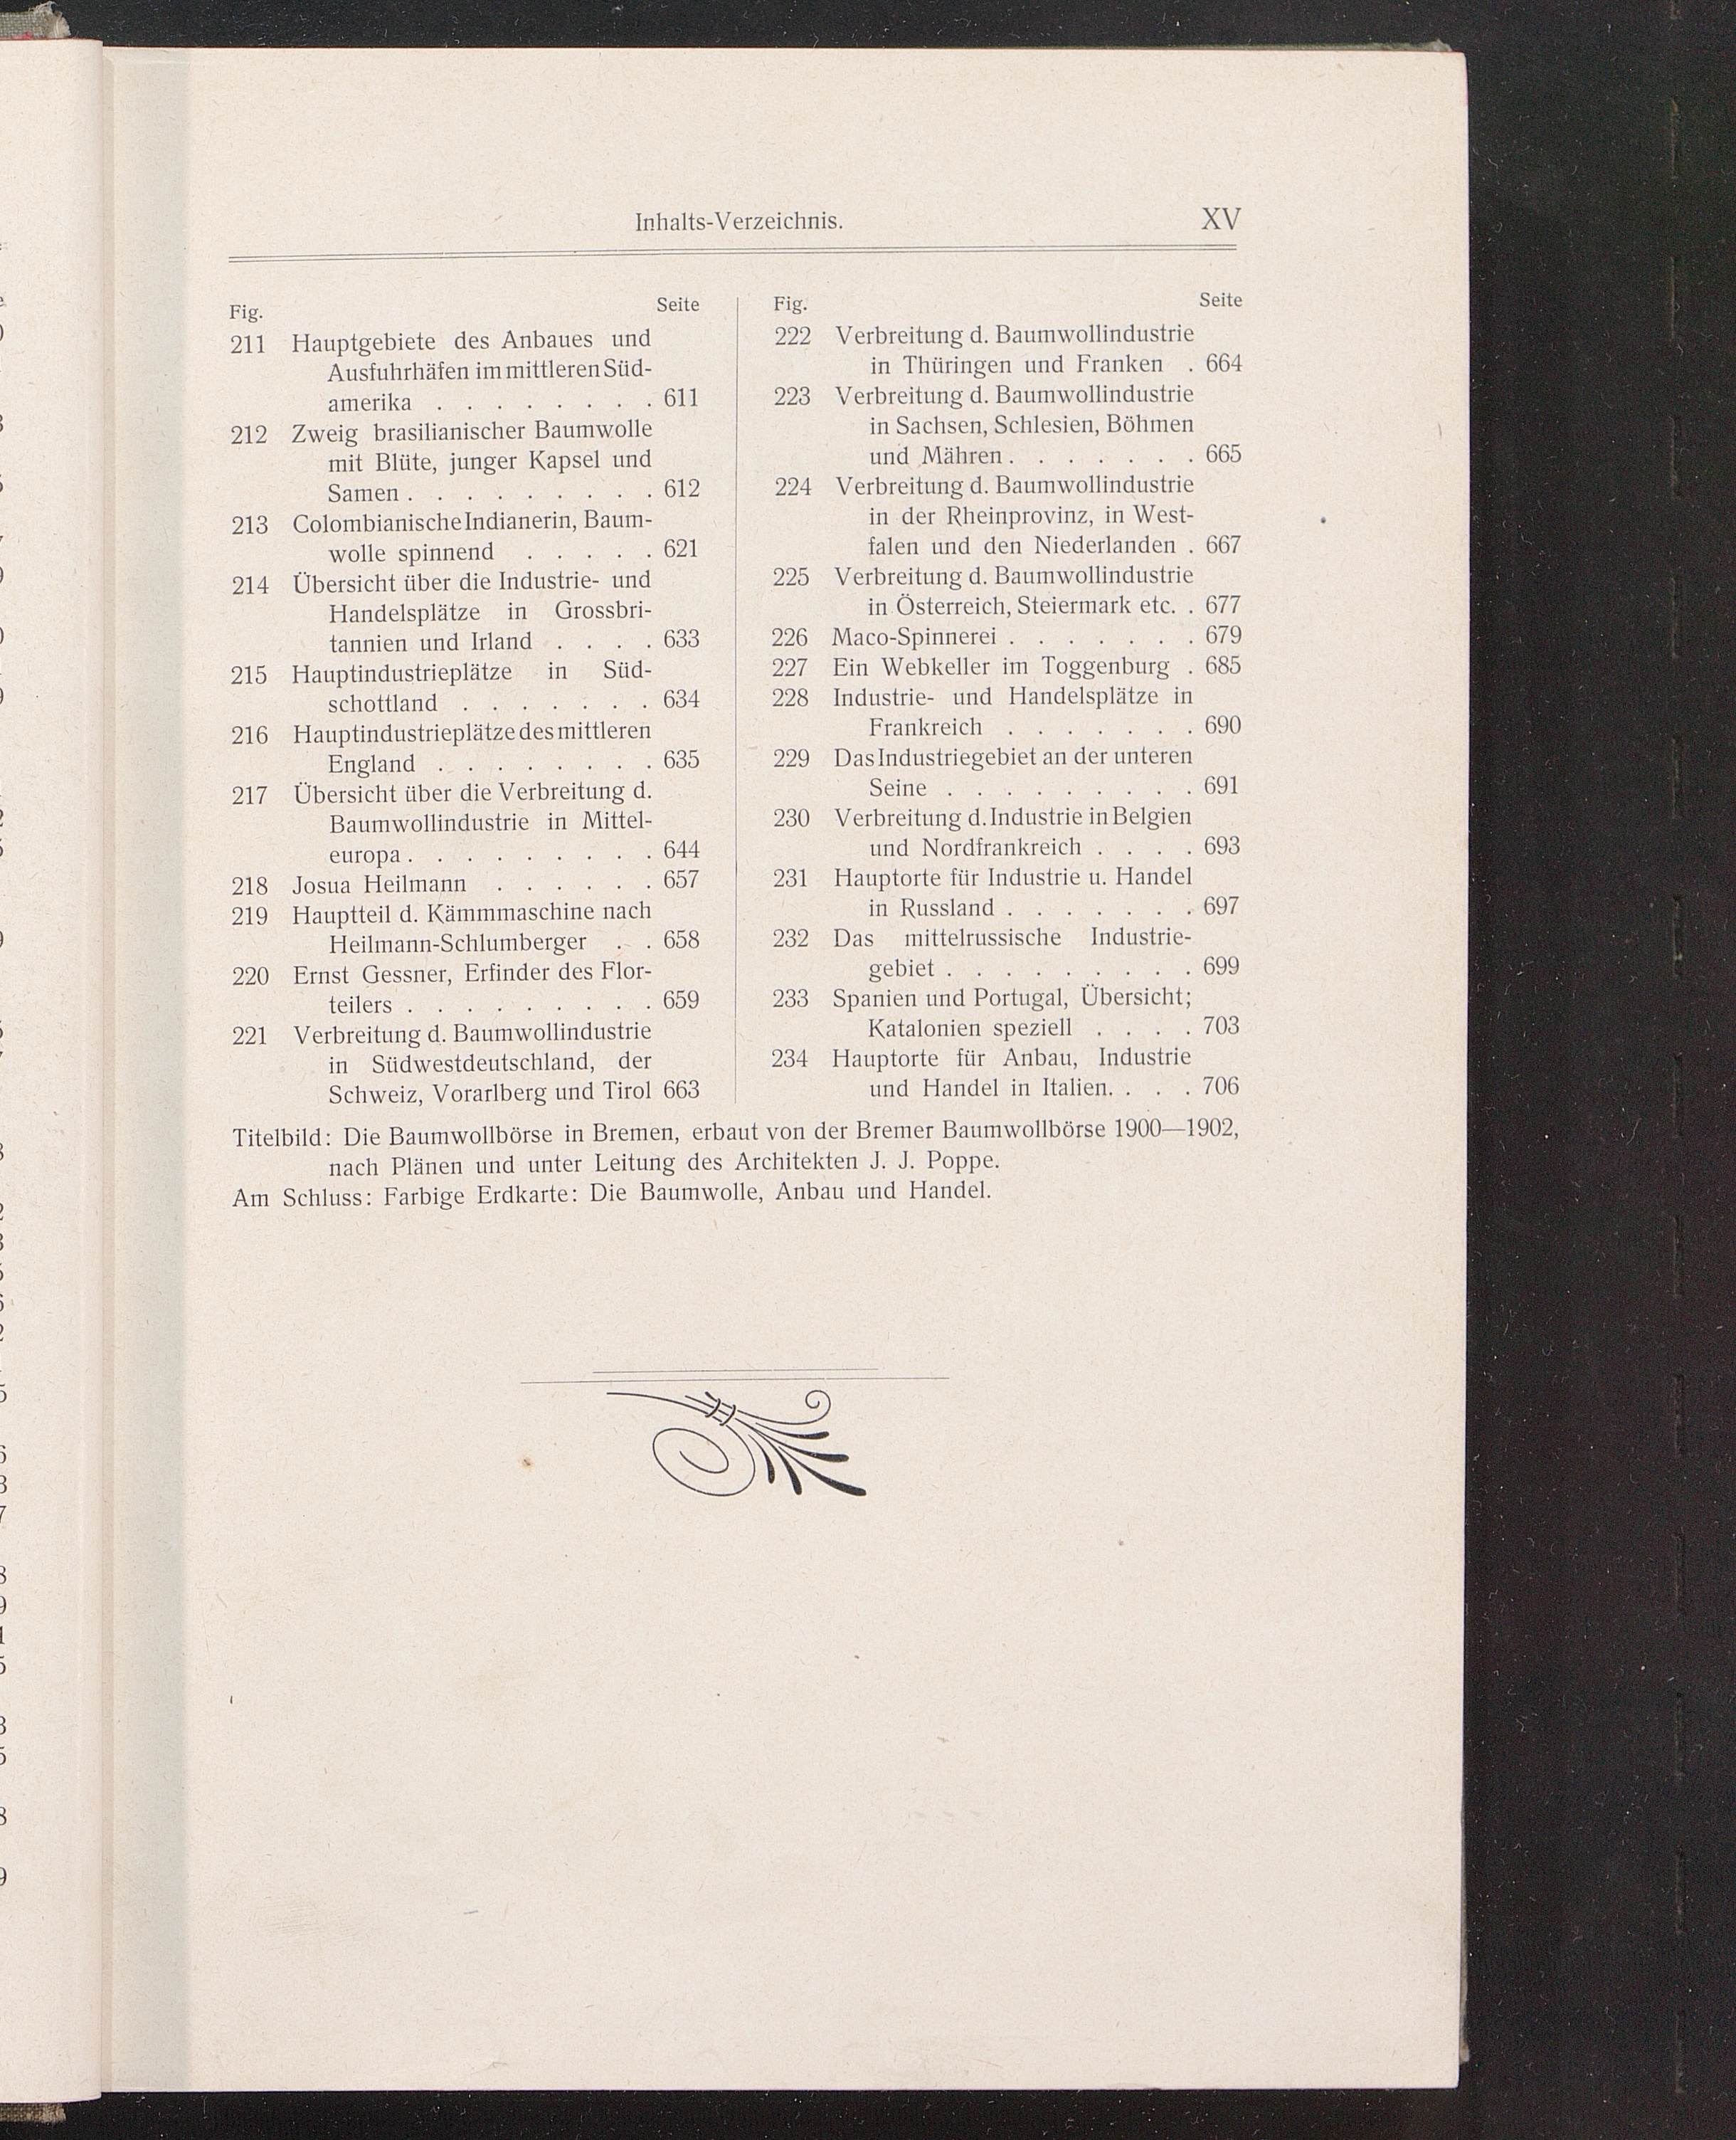 Inhalts-Verzeichnis. XV
Fig. Seite
211 Hauptgebiete des Anbaues und
Ausfuhrhäfen im mittleren Süd-
amerika . . . . . . . . 611
212 Zweig brasilianischer Baumwolle
mit Blüte, junger Kapsel und
Samen . . . . . . . . . 612
213 Colombianische Indianerin, Baum-
wolle spinnend . . . . . 621
214 Übersicht über die Industrie- und
Handelsplätze in Grossbri-
tannien und Irland . . . . 633
215 Hauptindustrieplätze in Süd-
schottland . . . . . . . 634
216 Hauptindustrieplätze des mittleren
England . . . . . . . . 635
217 Übersicht über die Verbreitung d.
Baumwollindustrie in Mittel-
europa . . . . . . . . . 644
218 Josua Heilmann . . . . . . 657
219 Hauptteil d. Kämmmaschine nach
Heilmann-Schlumberger . . 658
220 Ernst Gessner, Erfinder des Flor-
teilers . . . . . . . . . 659
221 Verbreitung d. Baumwollindustrie
in Südwestdeutschland, der
Schweiz, Vorarlberg und Tirol 663
Fig. Seite
222 Verbreitung d. Baumwollindustrie
in Thüringen und Franken . 664
223 Verbreitung d. Baumwollindustrie
in Sachsen, Schlesien, Böhmen
und Mähren . . . . . . . 665
224 Verbreitung d. Baumwollindustrie
in der Rheinprovinz, in West-
falen und den Niederlanden . 667
225 Verbreitung d. Baumwollindustrie
in Österreich, Steiermark etc. . 677
226 Maco-Spinnerei . . . . . . . 679
227 Ein Webkeller im Toggenburg . 685
228 Industrie- und Handelsplätze in
Frankreich . . . . . . . 690
229 Das Industriegebiet an der unteren
Seine . . . . . . . . . 691
230 Verbreitung d. Industrie in Belgien
und Nordfrankreich . . . . 693
231 Hauptorte für Industrie u. Handel
in Russland . . . . . . . 697
232 Das mittelrussische Industrie-
gebiet . . . . . . . . . 699
233 Spanien und Portugal, Übersicht;
Katalonien speziell . . . . 703
234 Hauptorte für Anbau, Industrie
und Handel in Italien. . . . 706
Titelbild: Die Baumwollbörse in Bremen, erbaut von der Bremer Baumwollbörse 1900—1902,
nach Plänen und unter Leitung des Architekten J. J. Poppe.
Am Schluss: Farbige Erdkarte: Die Baumwolle, Anbau und Handel.